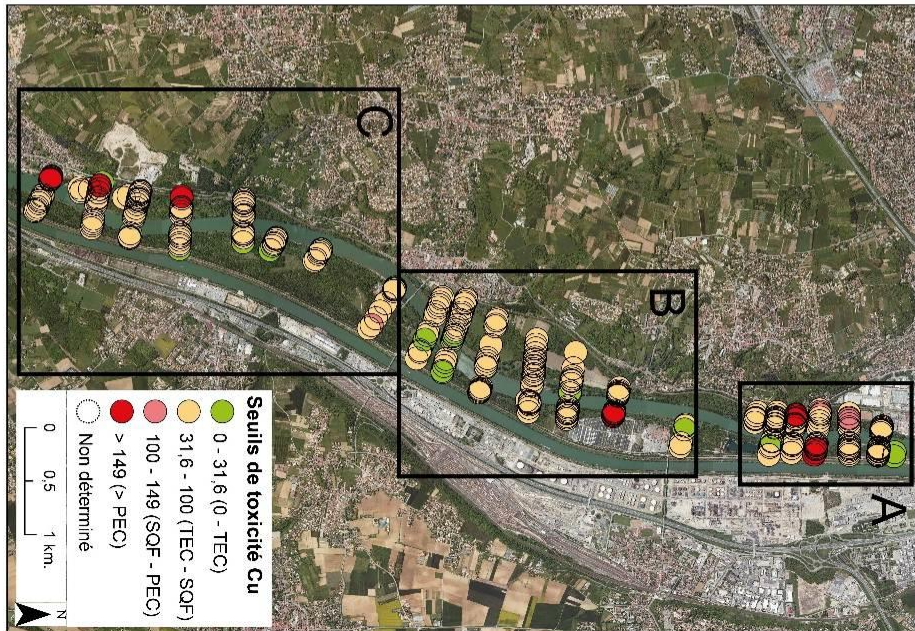 A
B
C
Seuils de toxicité Cu
0 - 31,6 (0 - TEC)
31,6 - 100 (TEC - SQF)
100 - 149 (SQF - PEC)
> 149 (> PEC)
Non déterminé
0 0,5 1 km.
N